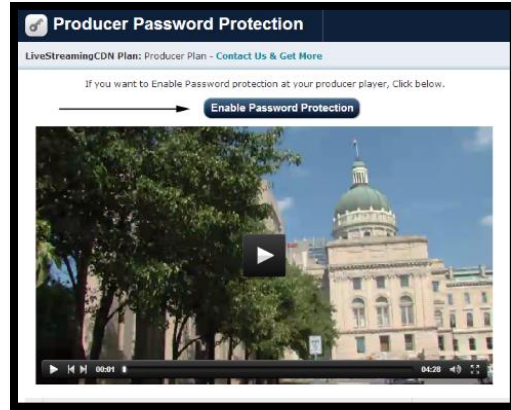 Producer Password Protection
LiveStreamingCDN Plan: Producer Plan - Contact Us & Get More
If you want to Enable Password protection at your producer player, Click below.
Enable Password Protection
00:01
04:28